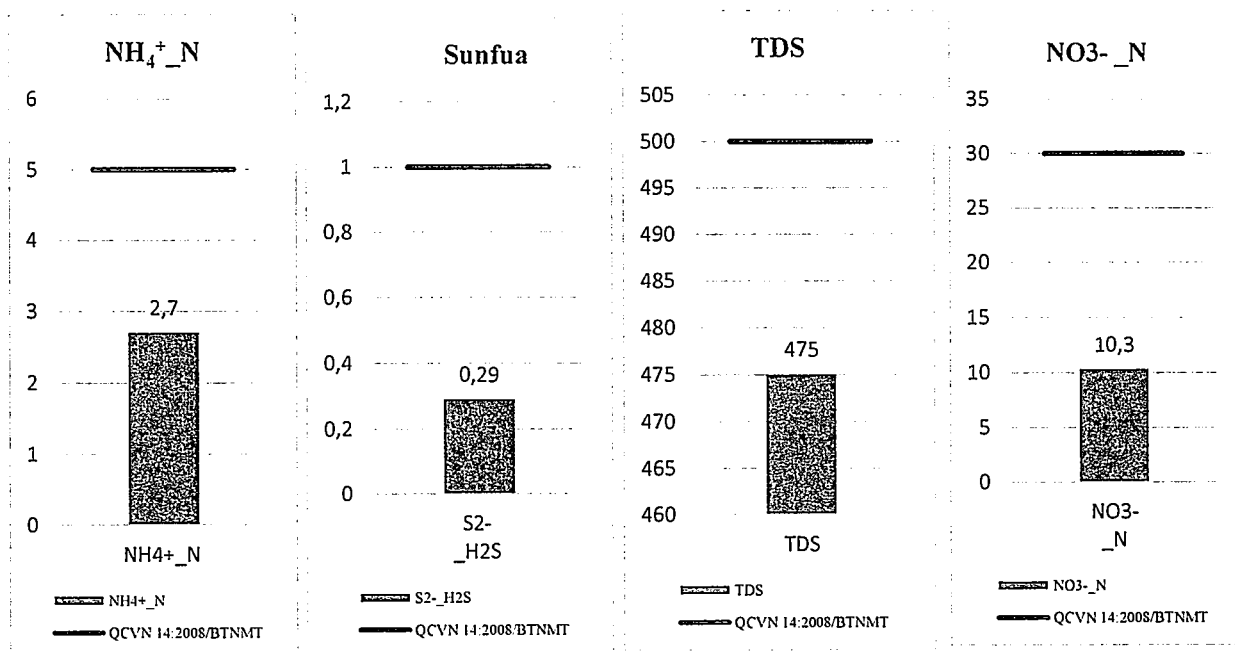 NH₄⁺_N
6
5
4
3
2
1
0
2,7
NH4+_N
NH4+_N
QCVN 14:2008/BTNMT
Sunfua
1,2
1
0,8
0,6
0,4
0,2
0
0,29
S2-
_H2S
S2-_H2S
QCVN 14:2008/BTNMT
TDS
505
500
495
490
485
480
475
470
465
460
475
TDS
TDS
QCVN 14:2008/BTNMT
NO3- _N
35
30
25
20
15
10
5
0
10,3
NO3-
_N
NO3-_N
QCVN 14:2008/BTNMT